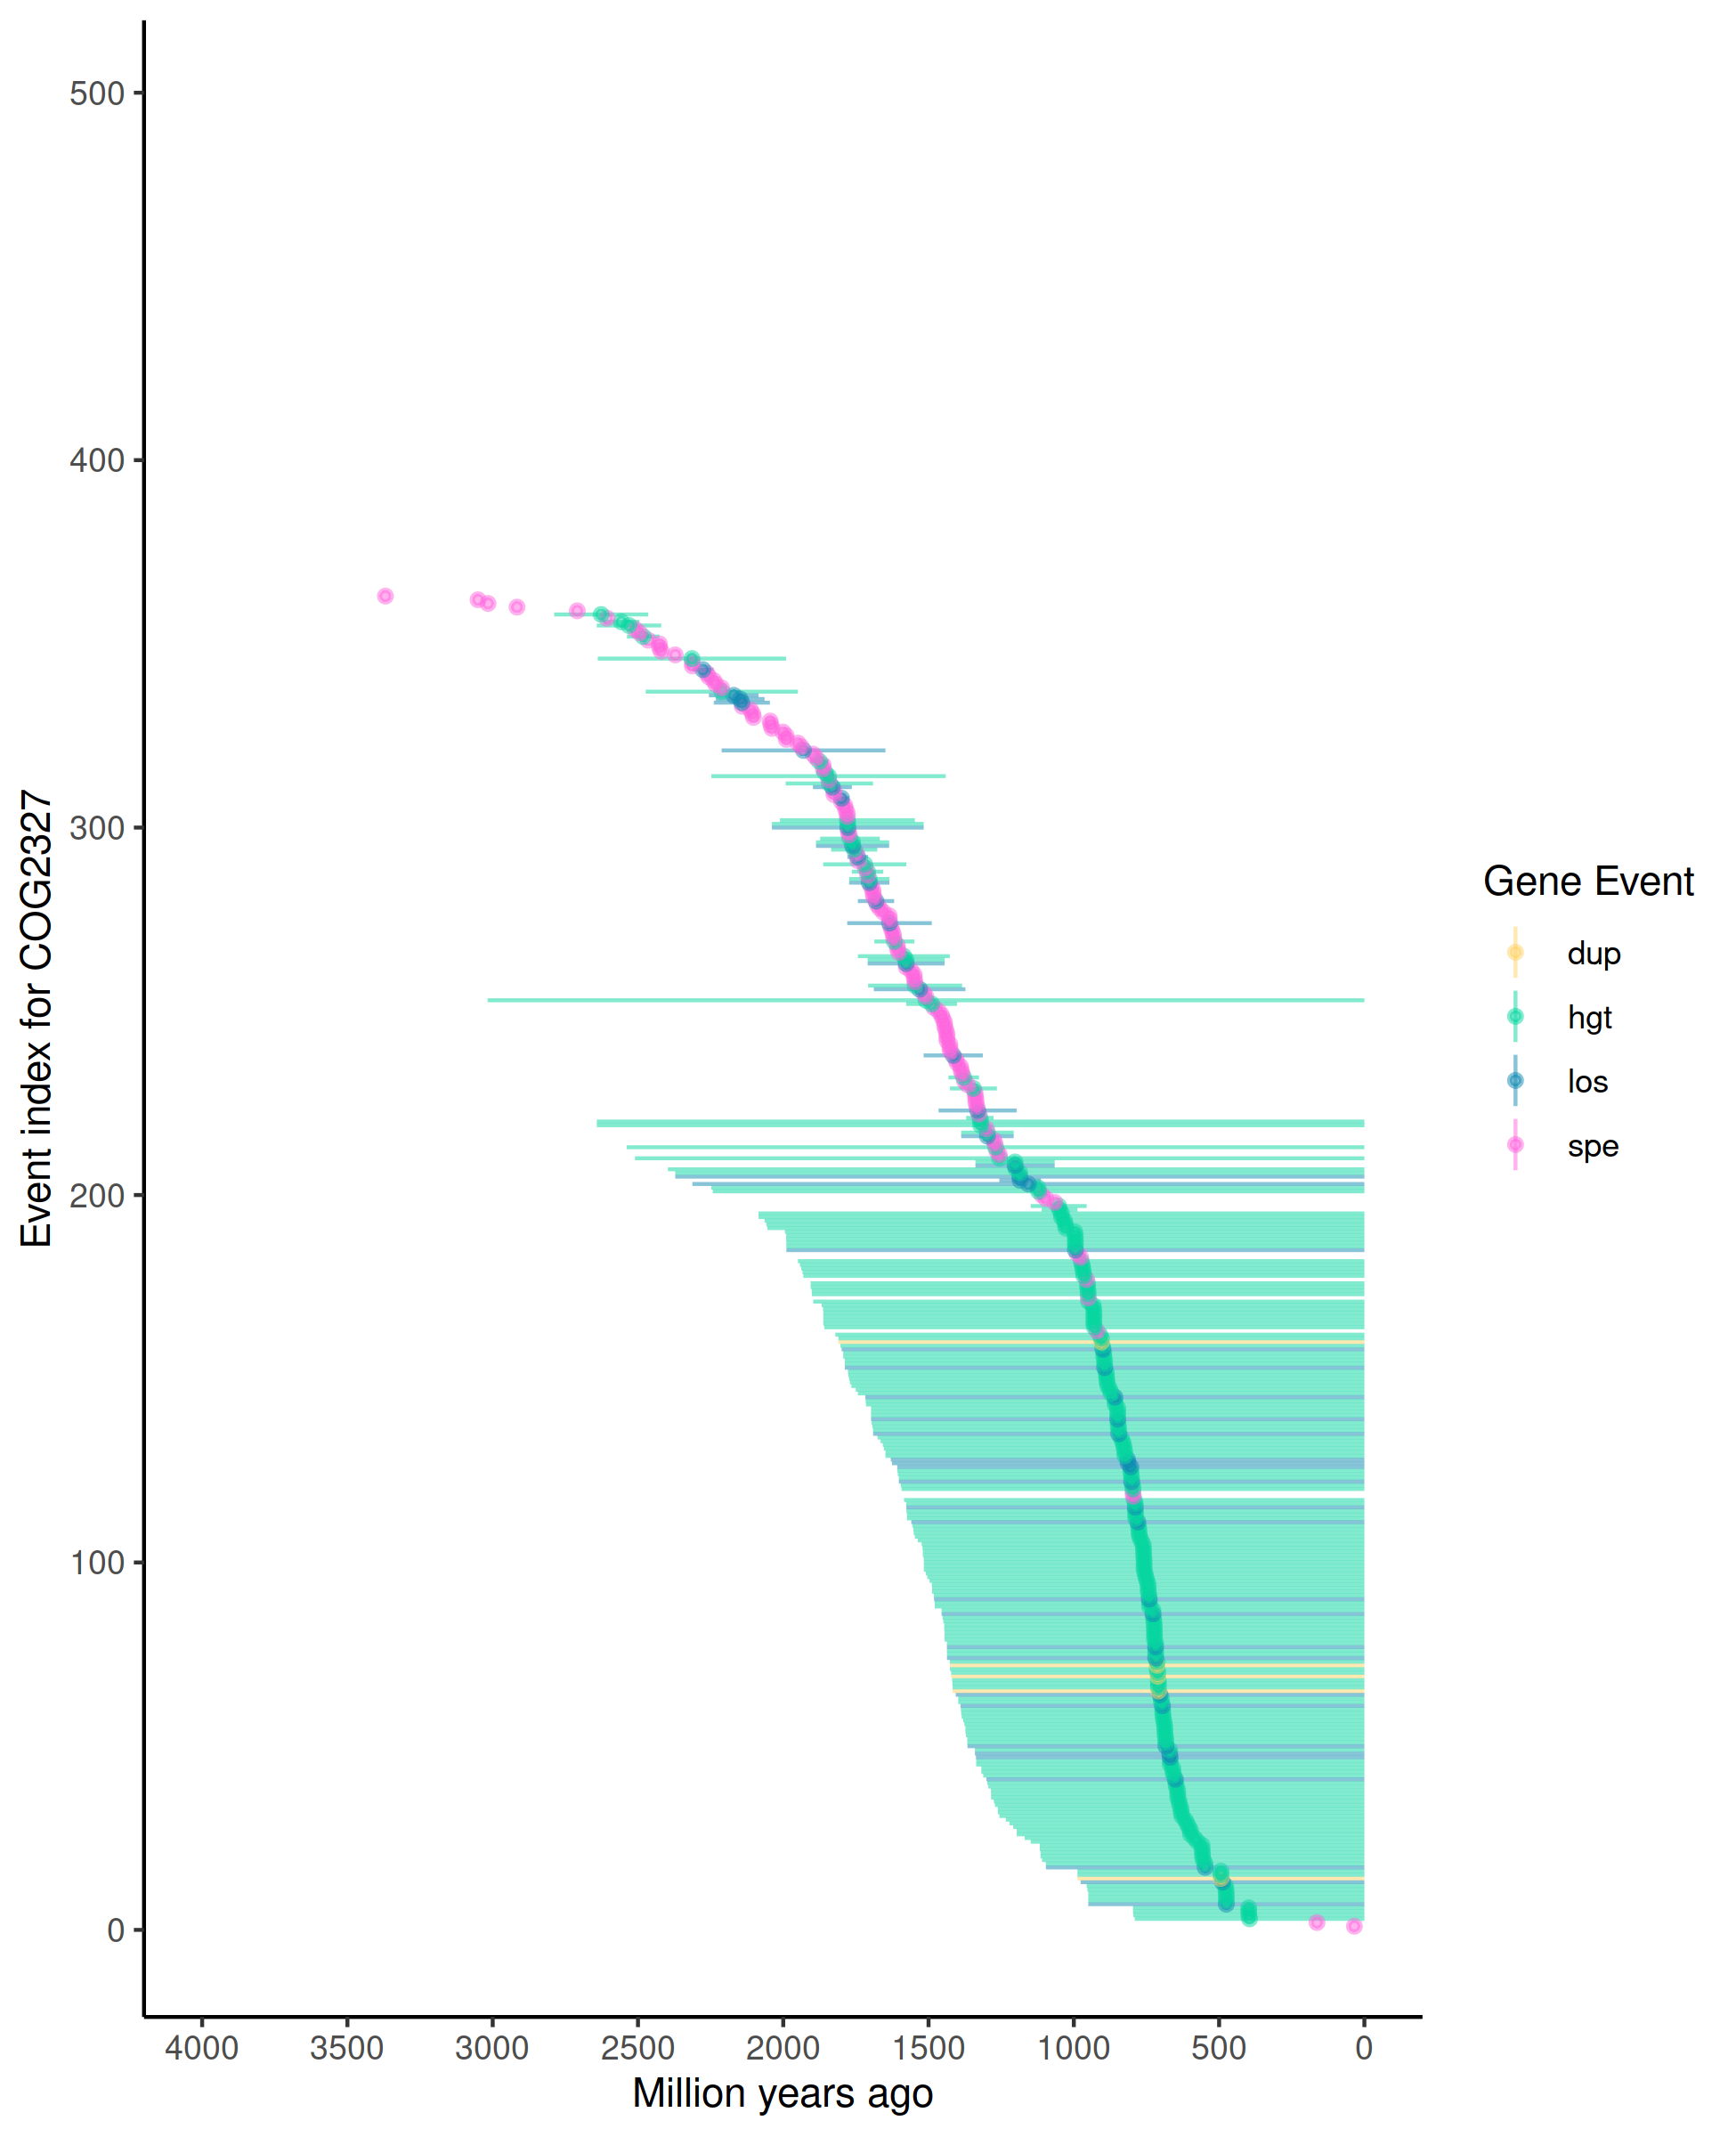 Event index for COG2327
500
400
300
200
100
0
4000 3500 3000 2500 2000 1500 1000 500 0
Million years ago
Gene Event
dup
hgt
los
spe